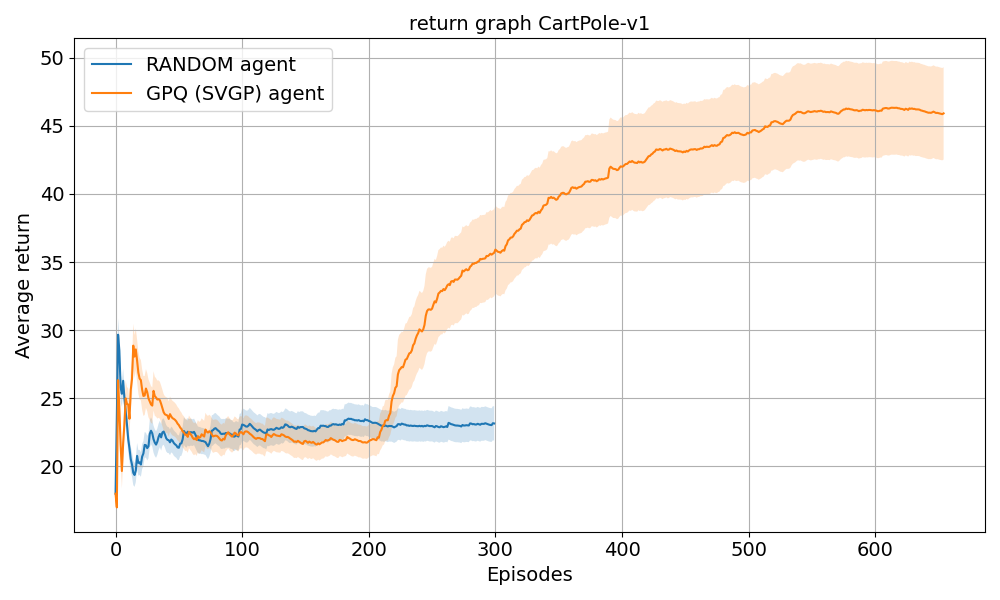 return graph CartPole-v1
RANDOM agent
GPQ (SVGP) agent
Average return
50
45
40
35
30
25
20
0 100 200 300 400 500 600
Episodes